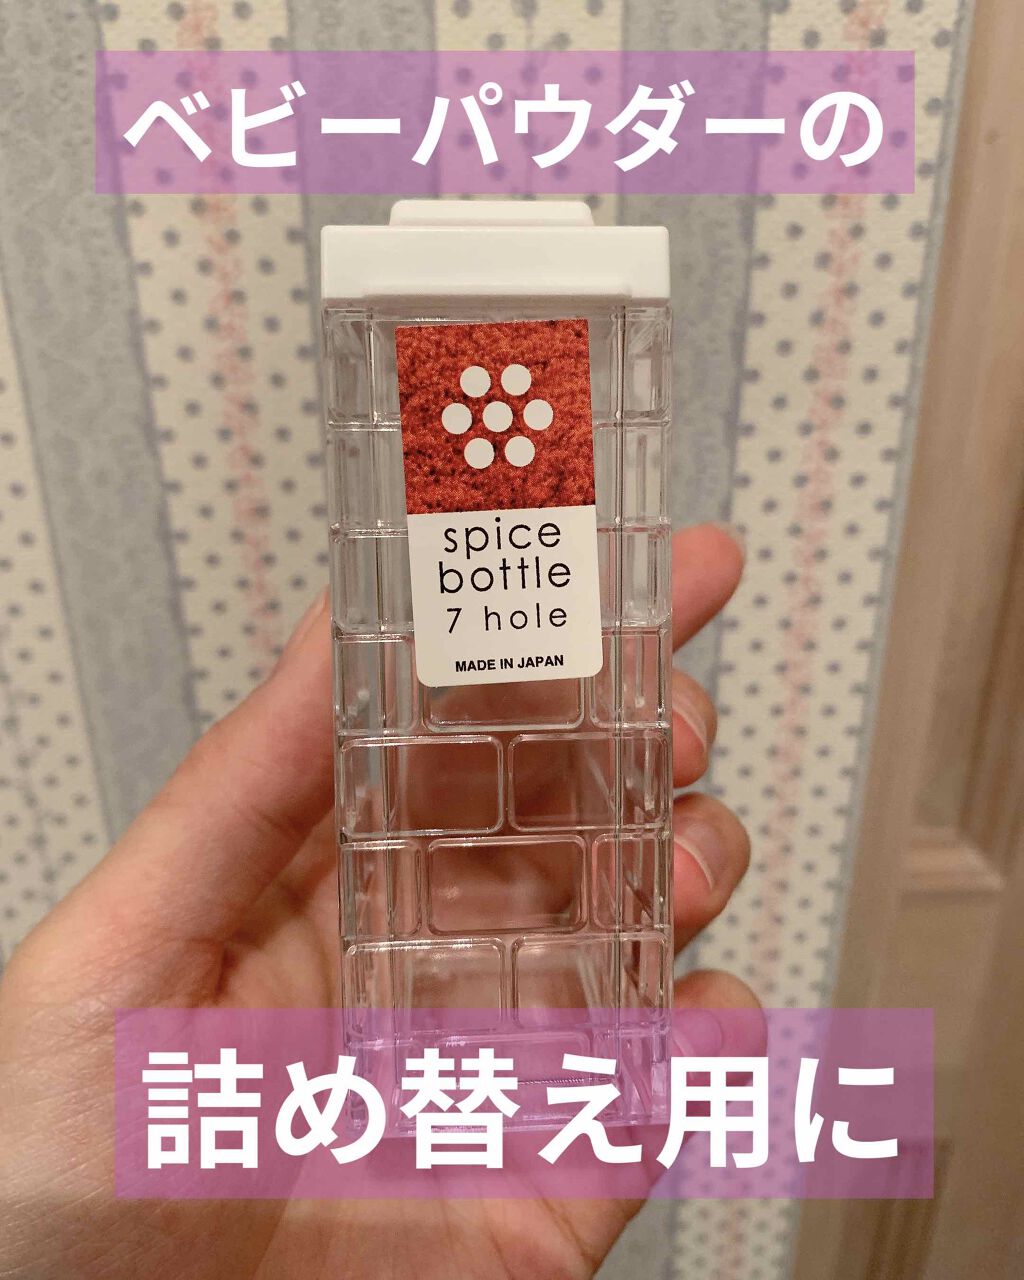 ベビーパウダーの
spice
bottle
7 hole
MADE IN JAPAN
詰め替え用に